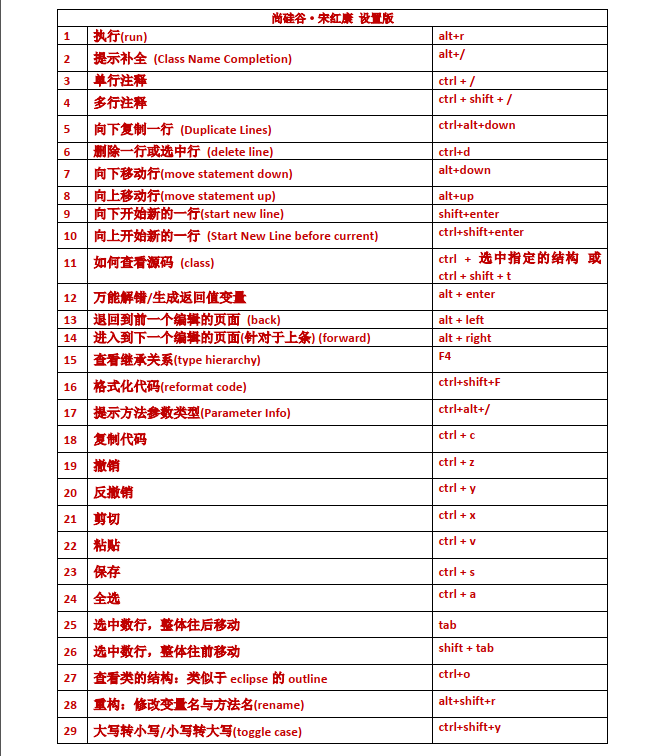 尚硅谷·宋红康 设置版
1 执行(run) alt+r
2 提示补全 (Class Name Completion) alt+/
3 单行注释 ctrl + /
4 多行注释 ctrl + shift + /
5 向下复制一行 (Duplicate Lines) ctrl+alt+down
6 删除一行或选中行 (delete line) ctrl+d
7 向下移动行(move statement down) alt+down
8 向上移动行(move statement up) alt+up
9 向下开始新的一行(start new line) shift+enter
10 向上开始新的一行 (Start New Line before current) ctrl+shift+enter
11 如何查看源码 (class) ctrl + 选中指定的结构 或
ctrl + shift + t
12 万能解错/生成返回值变量 alt + enter
13 退回到前一个编辑的页面 (back) alt + left
14 进入到下一个编辑的页面(针对于上条) (forward) alt + right
15 查看继承关系(type hierarchy) F4
16 格式化代码(reformat code) ctrl+shift+F
17 提示方法参数类型(Parameter Info) ctrl+alt+/
18 复制代码 ctrl + c
19 撤销 ctrl + z
20 反撤销 ctrl + y
21 剪切 ctrl + x
22 粘贴 ctrl + v
23 保存 ctrl + s
24 全选 ctrl + a
25 选中数行，整体往后移动 tab
26 选中数行，整体往前移动 shift + tab
27 查看类的结构：类似于 eclipse 的 outline ctrl+o
28 重构：修改变量名与方法名(rename) alt+shift+r
29 大写转小写/小写转大写(toggle case) ctrl+shift+y